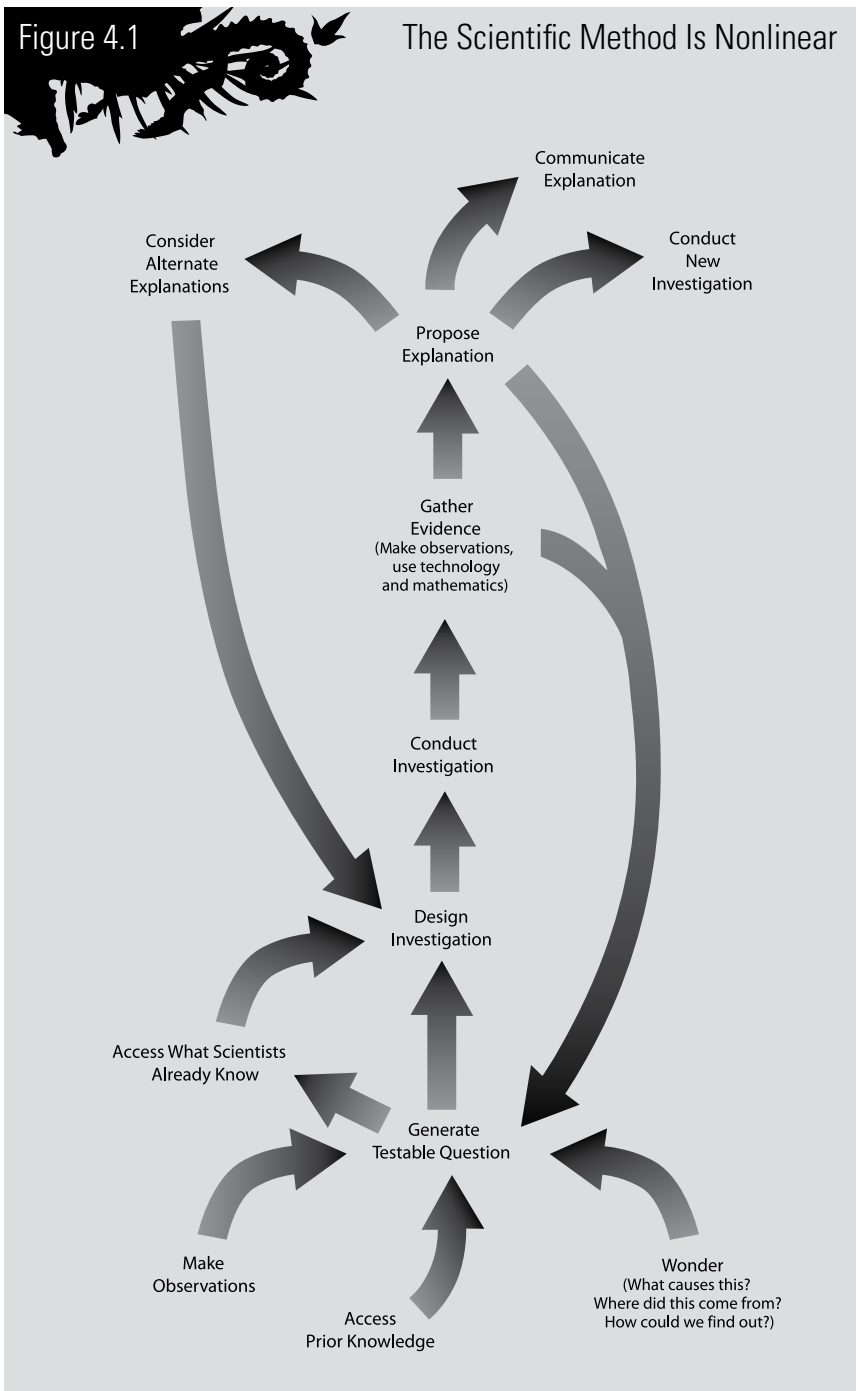 Figure 4.1
The Scientific Method Is Nonlinear
Communicate
Explanation
Consider
Alternate
Explanations
Conduct
New
Investigation
Propose
Explanation
Gather
Evidence
(Make observations,
use technology
and mathematics)
Conduct
Investigation
Design
Investigation
Access What Scientists
Already Know
Generate
Testable Question
Make
Observations
Access
Prior Knowledge
Wonder
(What causes this?
Where did this come from?
How could we find out?)